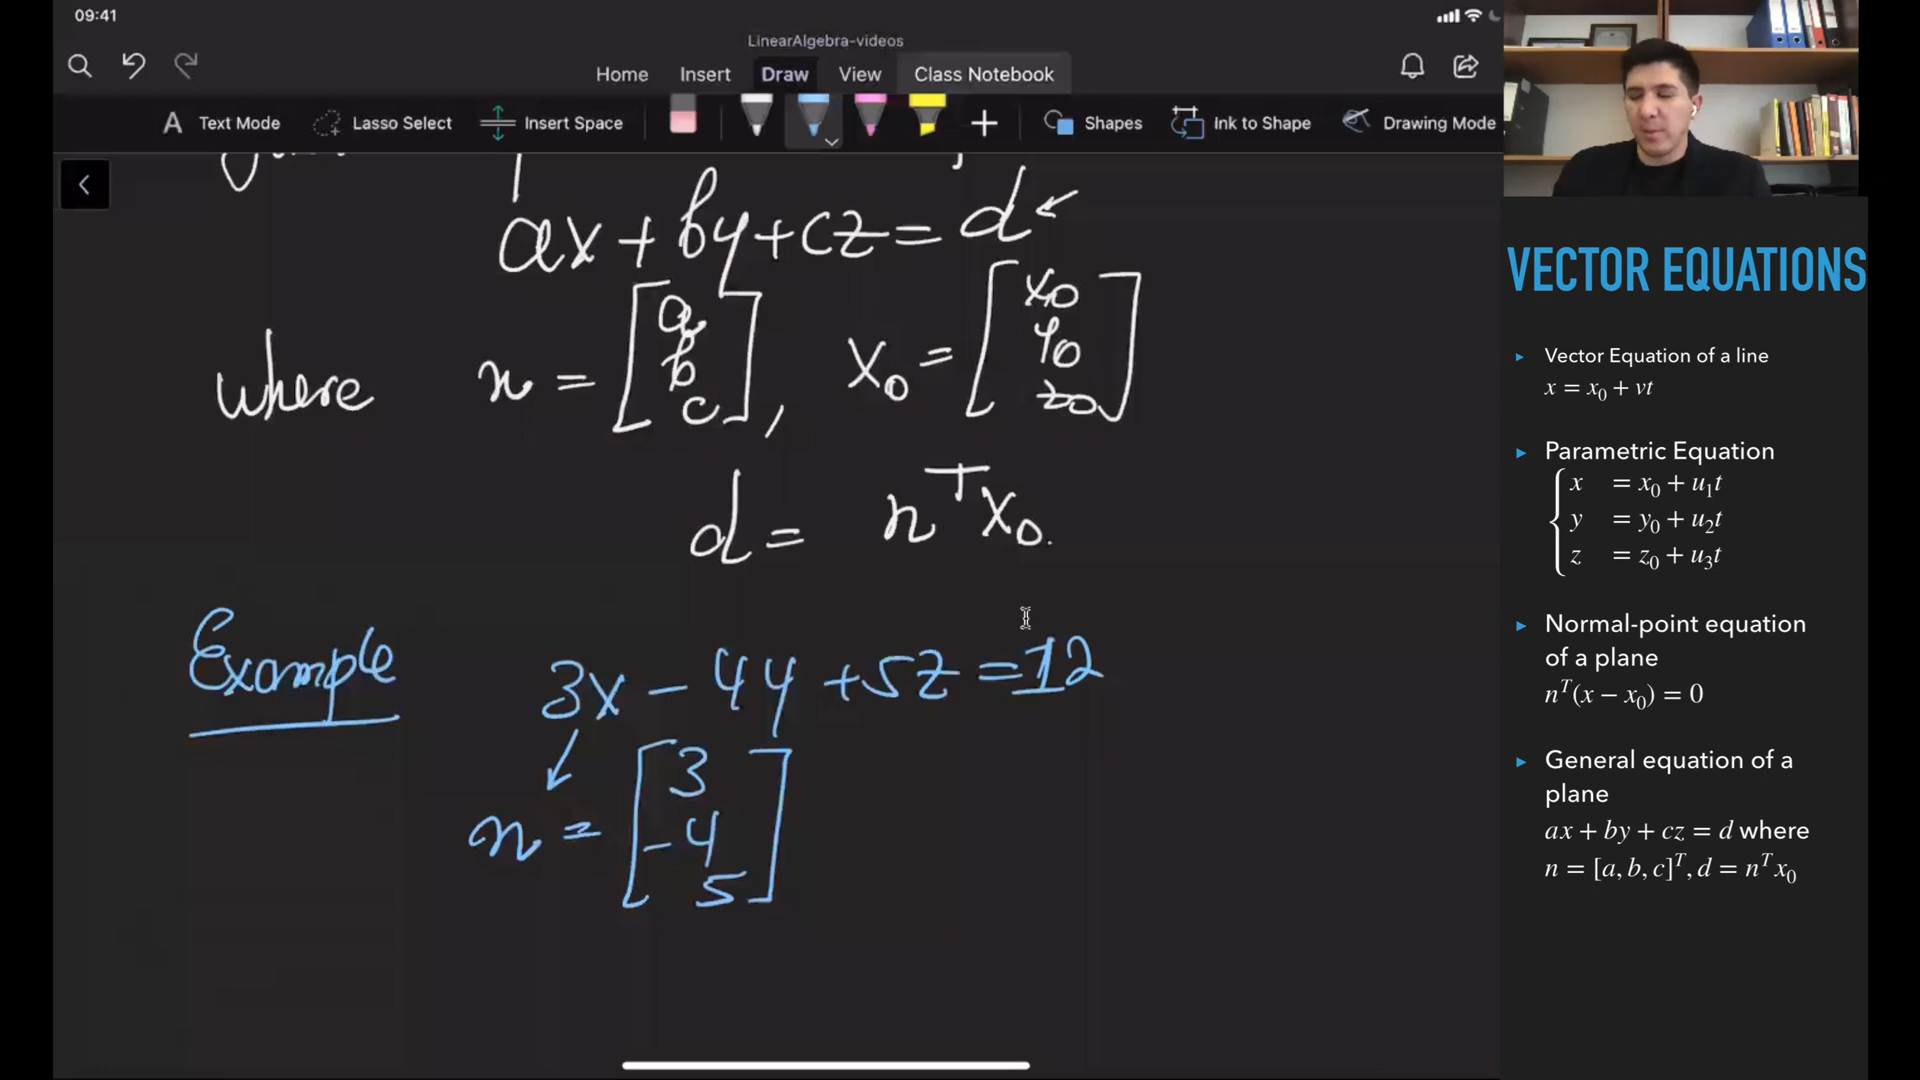 09:41
LinearAlgebra-videos
Home Insert Draw View Class Notebook
Text Mode Lasso Select Insert Space Shapes Ink to Shape Drawing Mode
ax + by + cz = d
where n = [a b c], x₀ = [x₀ y₀ z₀]
d = nᵀx₀.
Example 3x - 4y + 5z = 12
n = [3 -4 5]
VECTOR EQUATIONS
Vector Equation of a line
x = x₀ + vt
Parametric Equation
x = x₀ + u₁t
y = y₀ + u₂t
z = z₀ + u₃t
Normal-point equation
of a plane
nᵀ(x − x₀) = 0
General equation of a
plane
ax + by + cz = d where
n = [a, b, c]ᵀ, d = nᵀx₀